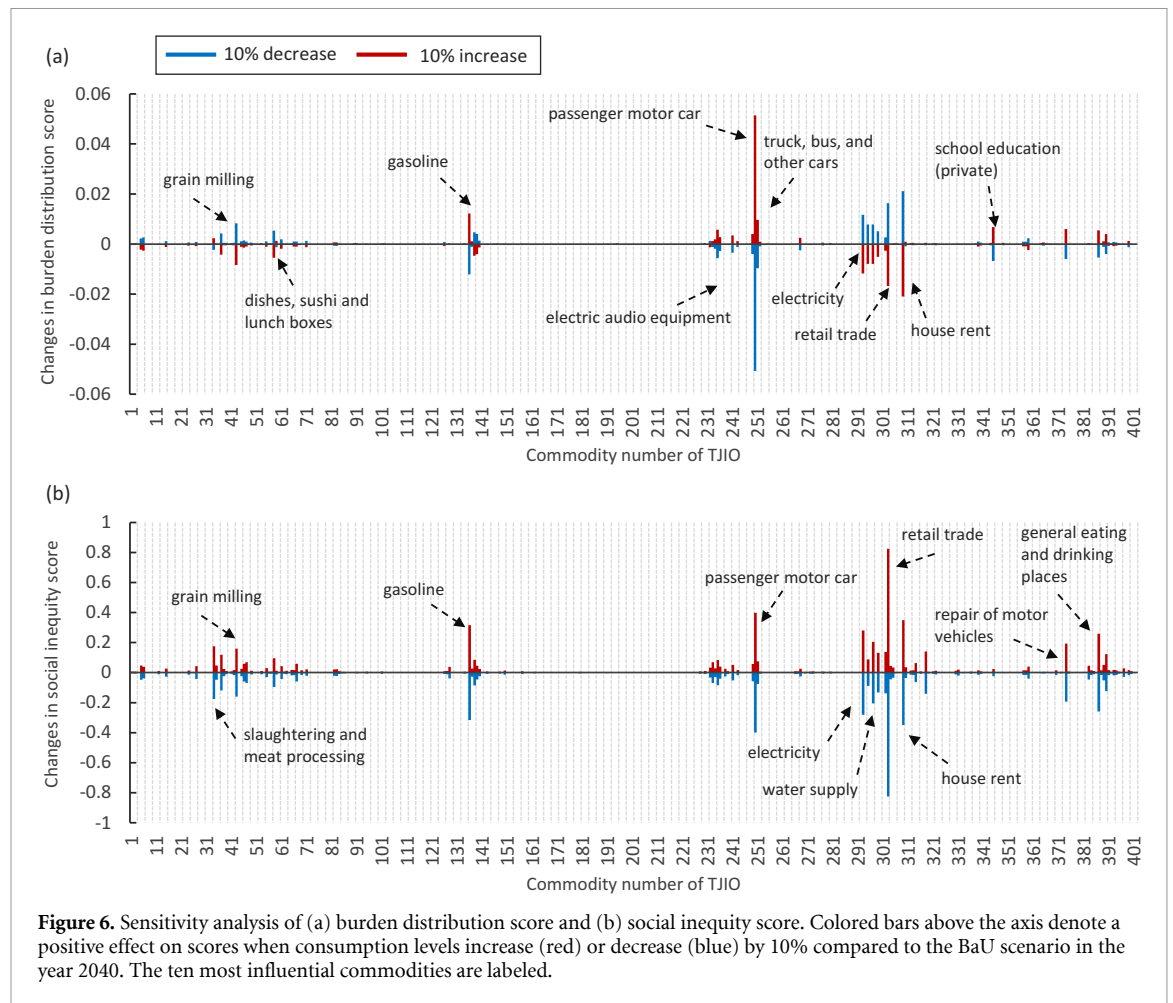 (a)
10% decrease 10% increase
Changes in burden distribution score
0.06
0.04
0.02
0
-0.02
-0.04
-0.06
grain milling
dishes, sushi and
lunch boxes
gasoline
passenger motor car
truck, bus, and
other cars
school education
(private)
electric audio equipment
electricity
retail trade
house rent
1 11 21 31 41 51 61 71 81 91 101 111 121 131 141 151 161 171 181 191 201 211 221 231 241 251 261 271 281 291 301 311 321 331 341 351 361 371 381 391 401
Commodity number of TJIO
(b)
Changes in social inequity score
1
0.8
0.6
0.4
0.2
0
-0.2
-0.4
-0.6
-0.8
-1
grain milling
slaughtering and
meat processing
gasoline
passenger motor car
retail trade
general eating
and drinking
places
repair of motor
vehicles
electricity
water supply
house rent
1 11 21 31 41 51 61 71 81 91 101 111 121 131 141 151 161 171 181 191 201 211 221 231 241 251 261 271 281 291 301 311 321 331 341 351 361 371 381 391 401
Commodity number of TJIO
Figure 6. Sensitivity analysis of (a) burden distribution score and (b) social inequity score. Colored bars above the axis denote a
positive effect on scores when consumption levels increase (red) or decrease (blue) by 10% compared to the BaU scenario in the
year 2040. The ten most influential commodities are labeled.